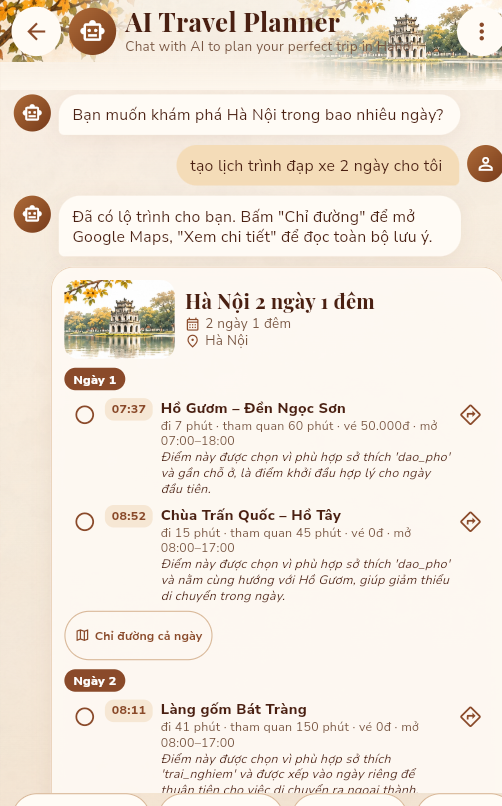 AI Travel Planner
Chat with AI to plan your perfect trip in Hanoi
Bạn muốn khám phá Hà Nội trong bao nhiêu ngày?
tạo lịch trình đạp xe 2 ngày cho tôi
Đã có lộ trình cho bạn. Bấm "Chỉ đường" để mở
Google Maps, "Xem chi tiết" để đọc toàn bộ lưu ý.
Hà Nội 2 ngày 1 đêm
2 ngày 1 đêm
Hà Nội
Ngày 1
07:37 Hồ Gươm – Đền Ngọc Sơn
đi 7 phút · tham quan 60 phút · vé 50.000đ · mở
07:00–18:00
Điểm này được chọn vì phù hợp sở thích 'dao_pho'
và gần chỗ ở, là điểm khởi đầu hợp lý cho ngày
đầu tiên.
08:52 Chùa Trấn Quốc – Hồ Tây
đi 15 phút · tham quan 45 phút · vé 0đ · mở
08:00–17:00
Điểm này được chọn vì phù hợp sở thích 'dao_pho'
và nằm cùng hướng với Hồ Gươm, giúp giảm thiểu
di chuyển trong ngày.
Chỉ đường cả ngày
Ngày 2
08:11 Làng gốm Bát Tràng
đi 41 phút · tham quan 150 phút · vé 0đ · mở
08:00–17:00
Điểm này được chọn vì phù hợp sở thích
'trai_nghiem' và được xếp vào ngày riêng để
thuận tiện cho việc di chuyển ra ngoại thành.